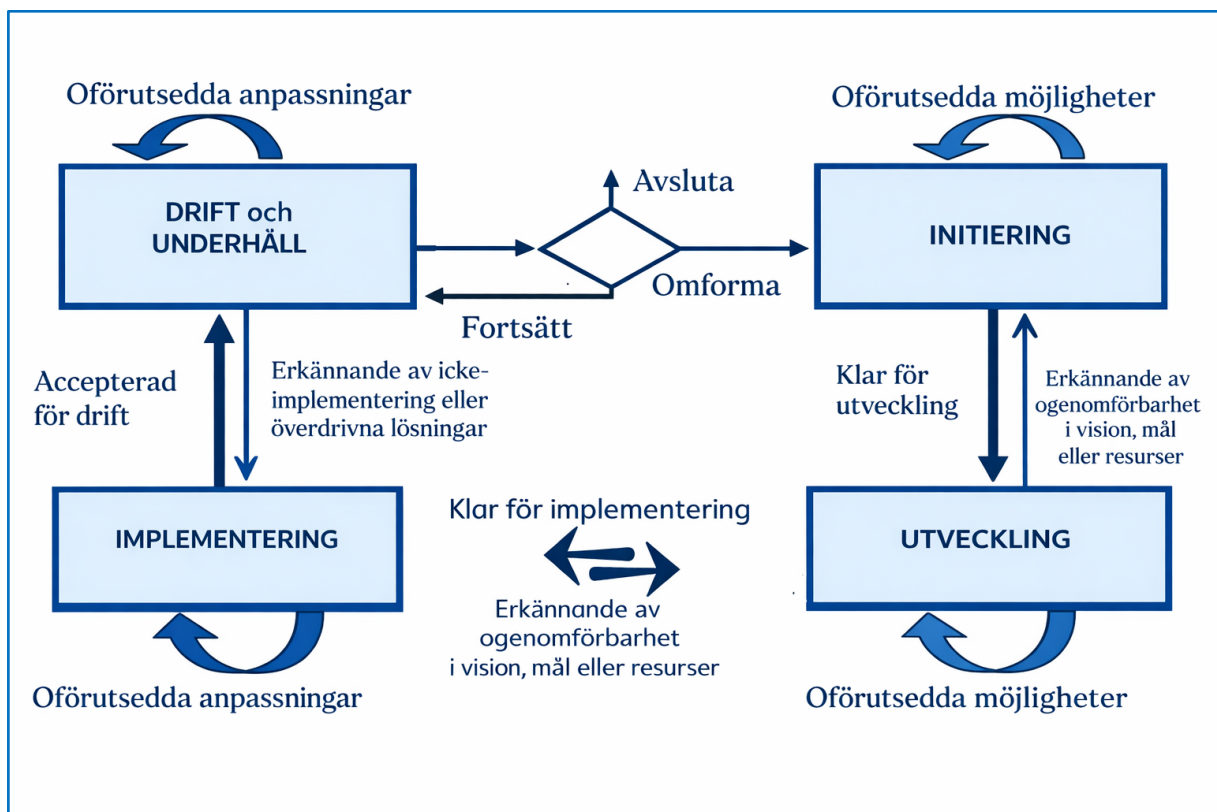 Oförutsedda anpassningar
Oförutsedda möjligheter
DRIFT och
UNDERHÄLL
Avsluta
INITIERING
Omforma
Fortsätt
Accepterad
för drift
Erkännande av icke-
implementering eller
överdrivna lösningar
Klar för
utveckling
Erkännande av
ogenomförbarhet
i vision, mål
eller resurser
IMPLEMENTERING
Klar för implementering
UTVECKLING
Erkännande av
ogenomförbarhet
i vision, mål eller resurser
Oförutsedda anpassningar
Oförutsedda möjligheter